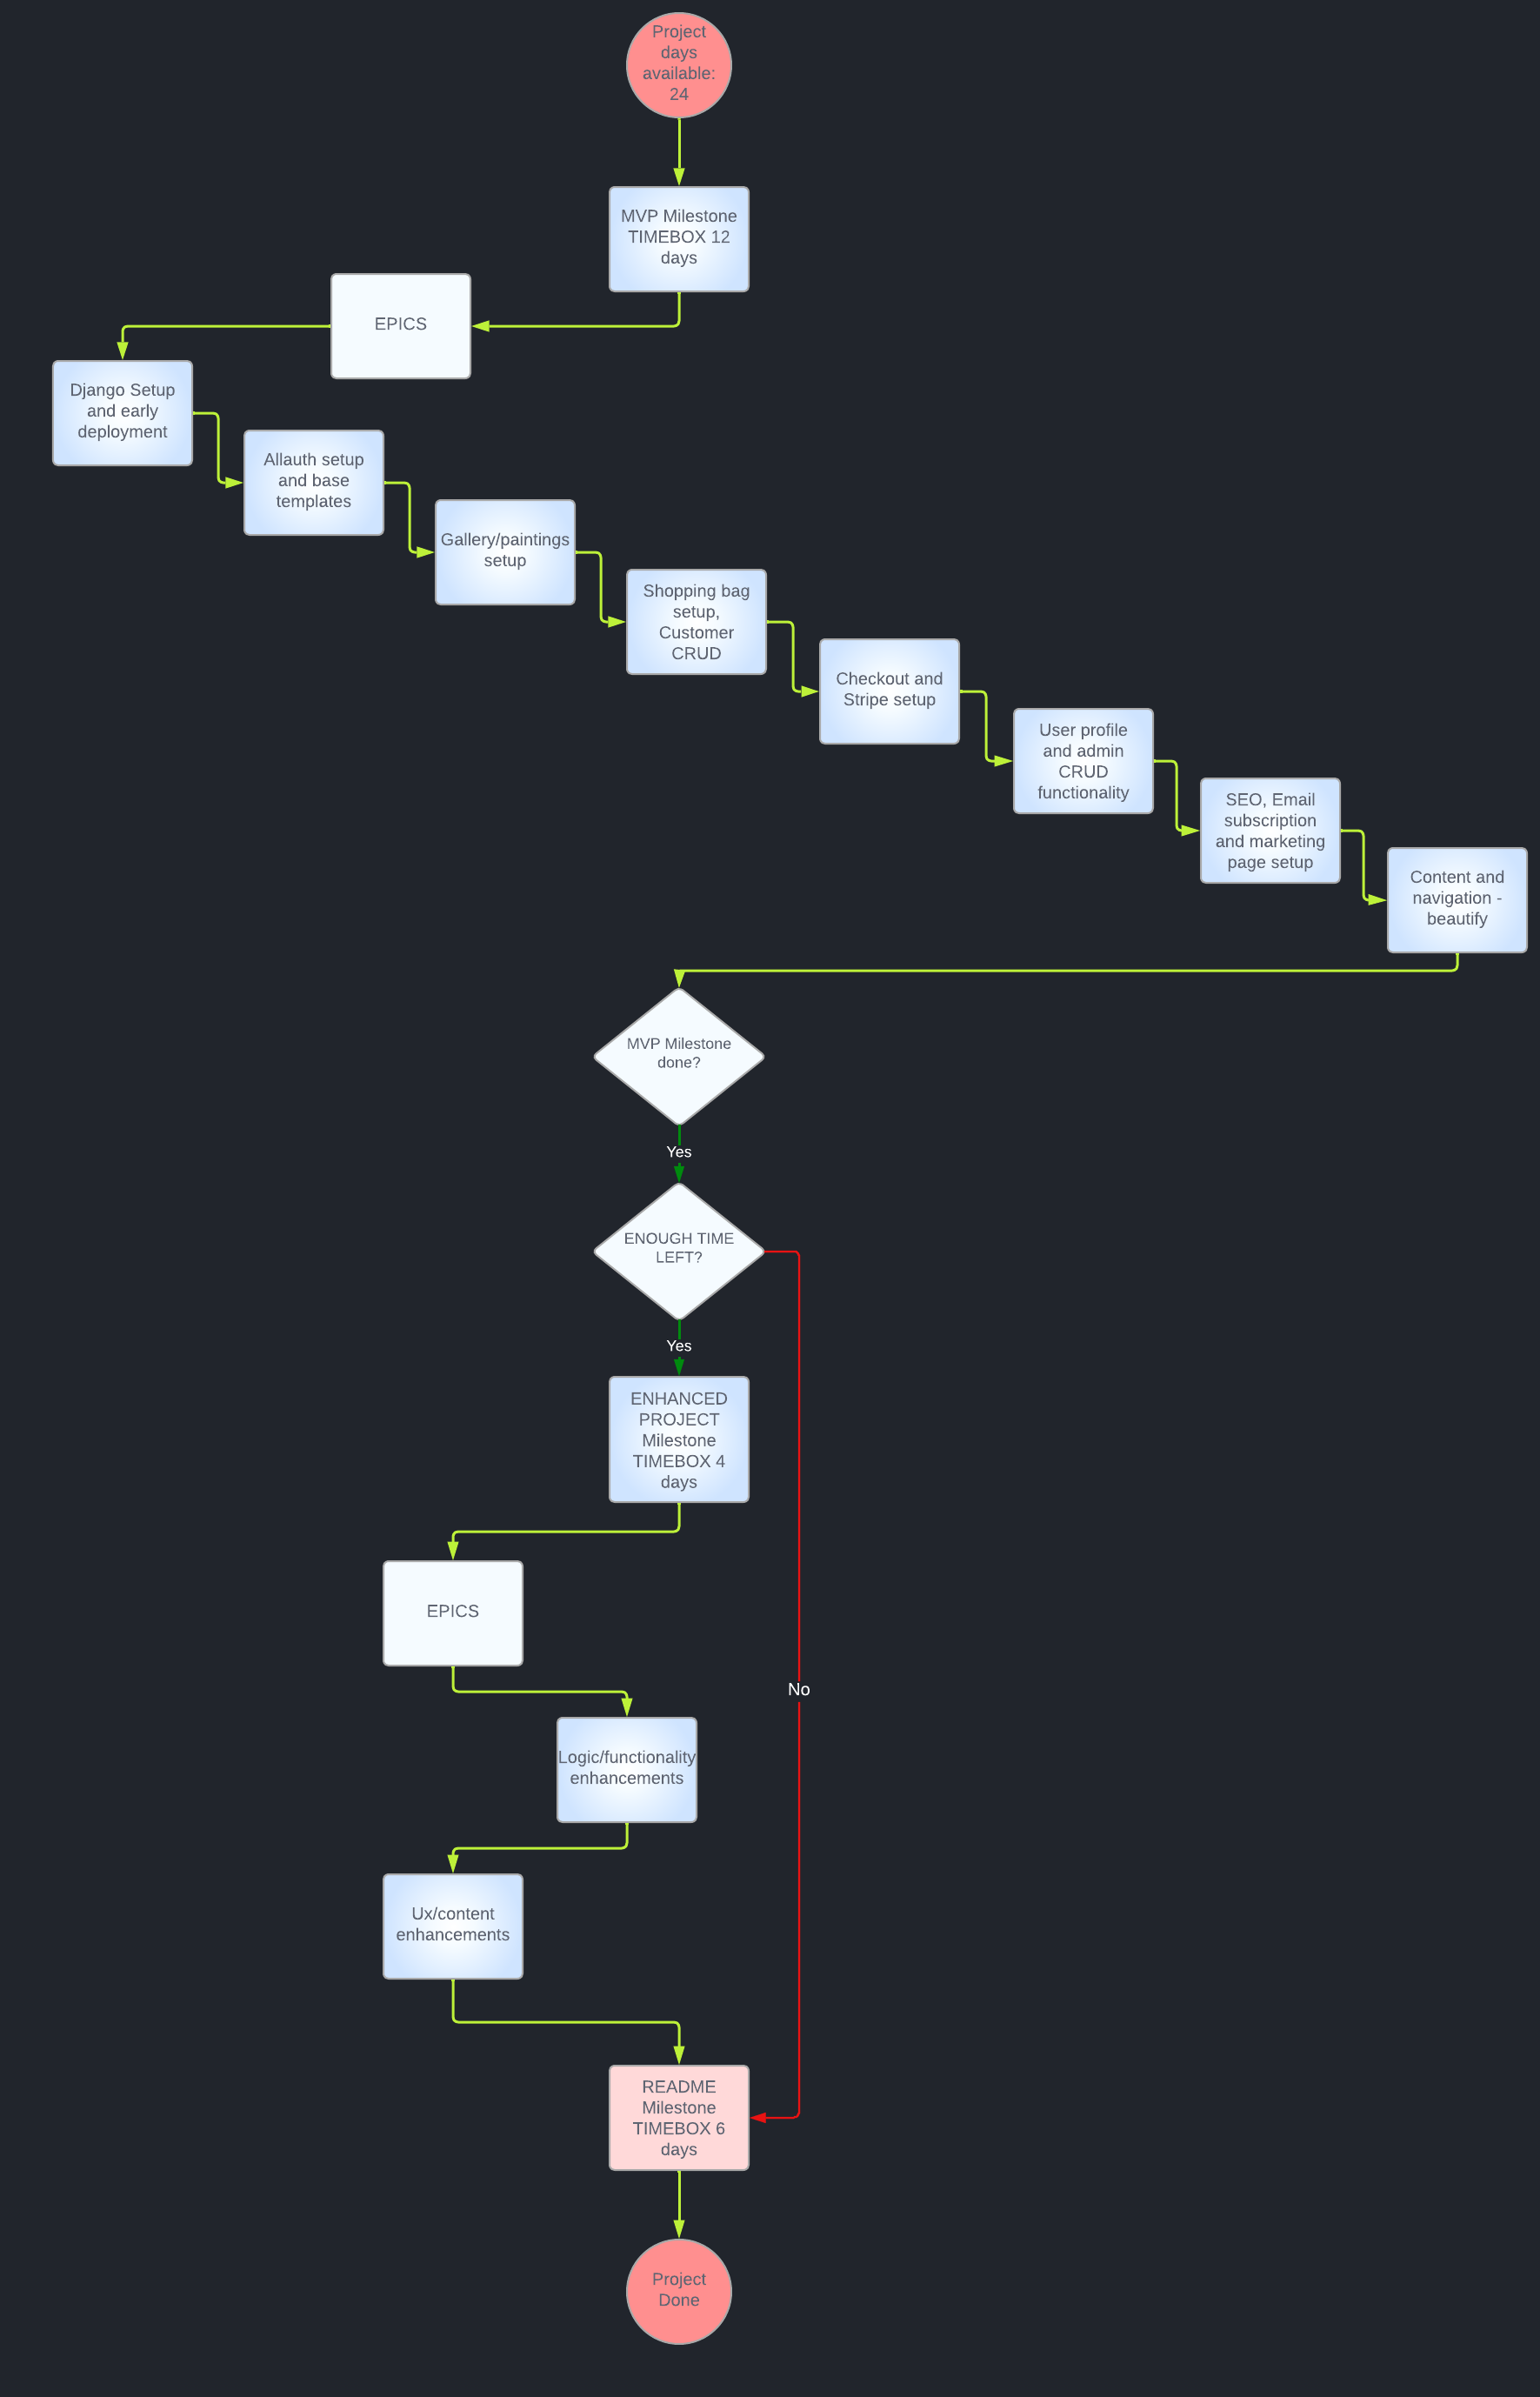 Project
days
available:
24
MVP Milestone
TIMEBOX 12
days
EPICS
Django Setup
and early
deployment
Allauth setup
and base
templates
Gallery/paintings
setup
Shopping bag
setup,
Customer
CRUD
Checkout and
Stripe setup
User profile
and admin
CRUD
functionality
SEO, Email
subscription
and marketing
page setup
Content and
navigation -
beautify
MVP Milestone
done?
Yes
ENOUGH TIME
LEFT?
Yes
ENHANCED
PROJECT
Milestone
TIMEBOX 4
days
EPICS
No
Logic/functionality
enhancements
Ux/content
enhancements
README
Milestone
TIMEBOX 6
days
Project
Done